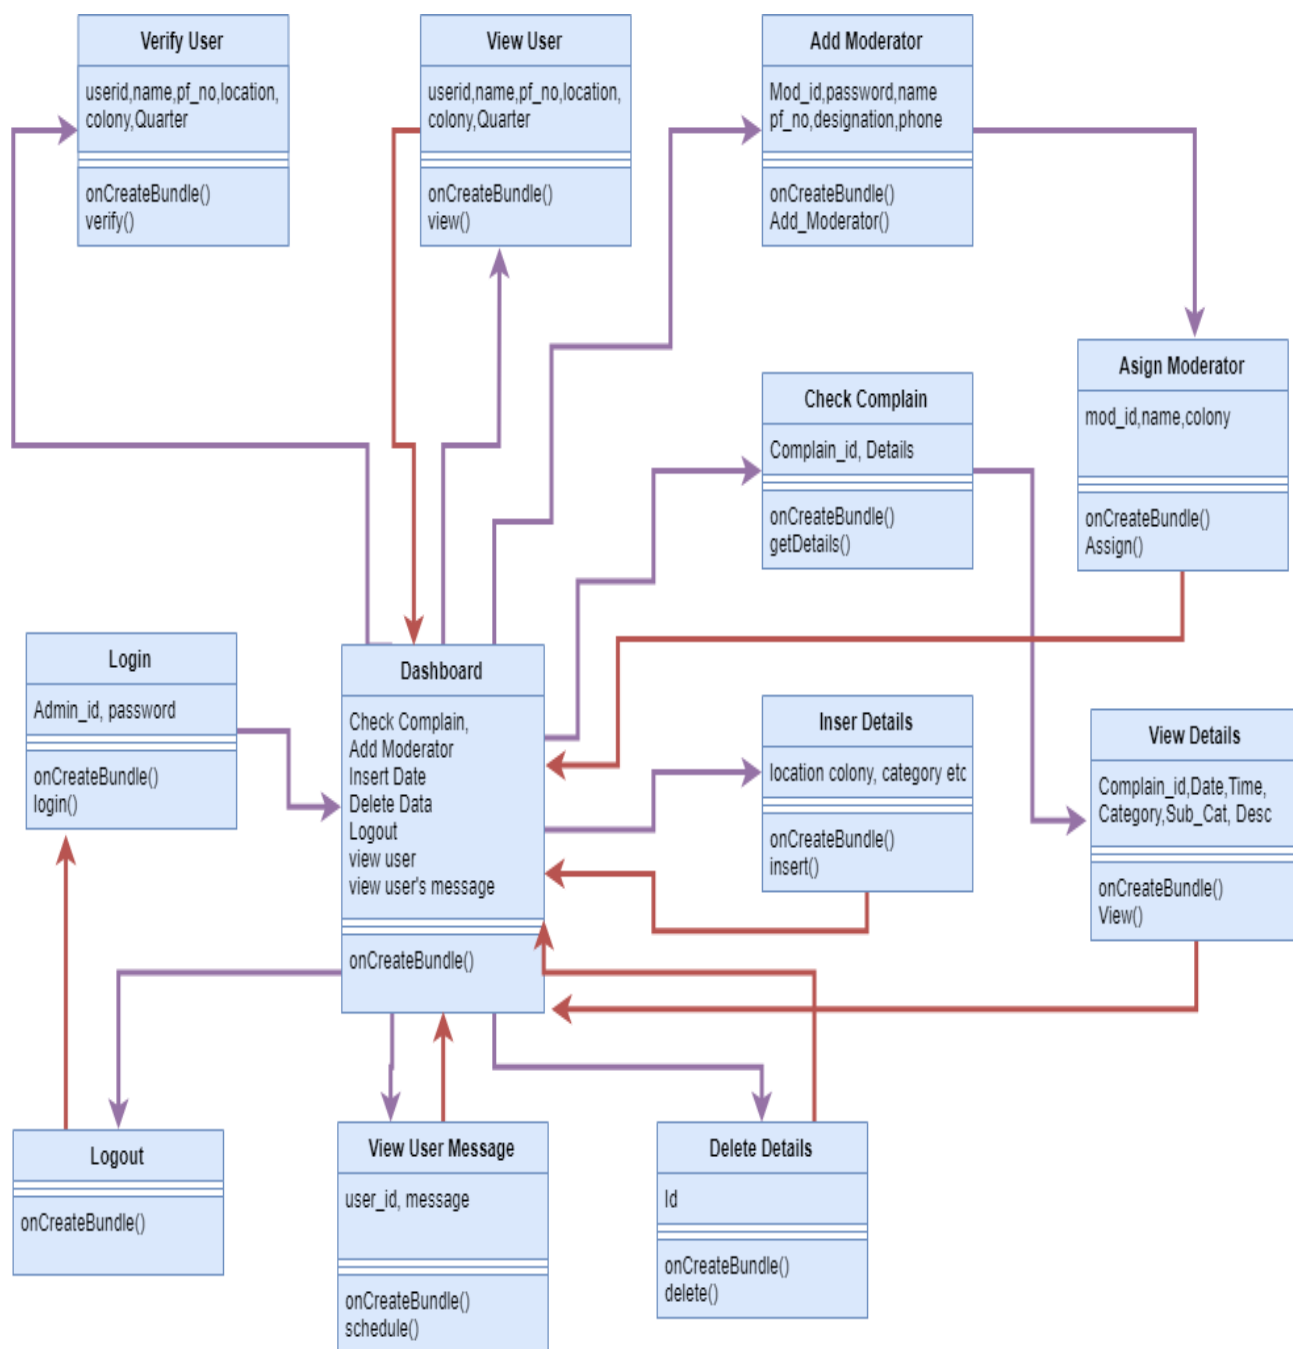 Verify User
userid,name,pf_no,location,
colony,Quarter
onCreateBundle()
verify()
View User
userid,name,pf_no,location,
colony,Quarter
onCreateBundle()
view()
Add Moderator
Mod_id,password,name
pf_no,designation,phone
onCreateBundle()
Add_Moderator()
Asign Moderator
mod_id,name,colony
onCreateBundle()
Assign()
Check Complain
Complain_id, Details
onCreateBundle()
getDetails()
Login
Admin_id, password
onCreateBundle()
login()
Dashboard
Check Complain,
Add Moderator
Insert Date
Delete Data
Logout
view user
view user's message
onCreateBundle()
Inser Details
location colony, category etc
onCreateBundle()
insert()
View Details
Complain_id,Date,Time,
Category,Sub_Cat, Desc
onCreateBundle()
View()
Logout
onCreateBundle()
View User Message
user_id, message
onCreateBundle()
schedule()
Delete Details
Id
onCreateBundle()
delete()